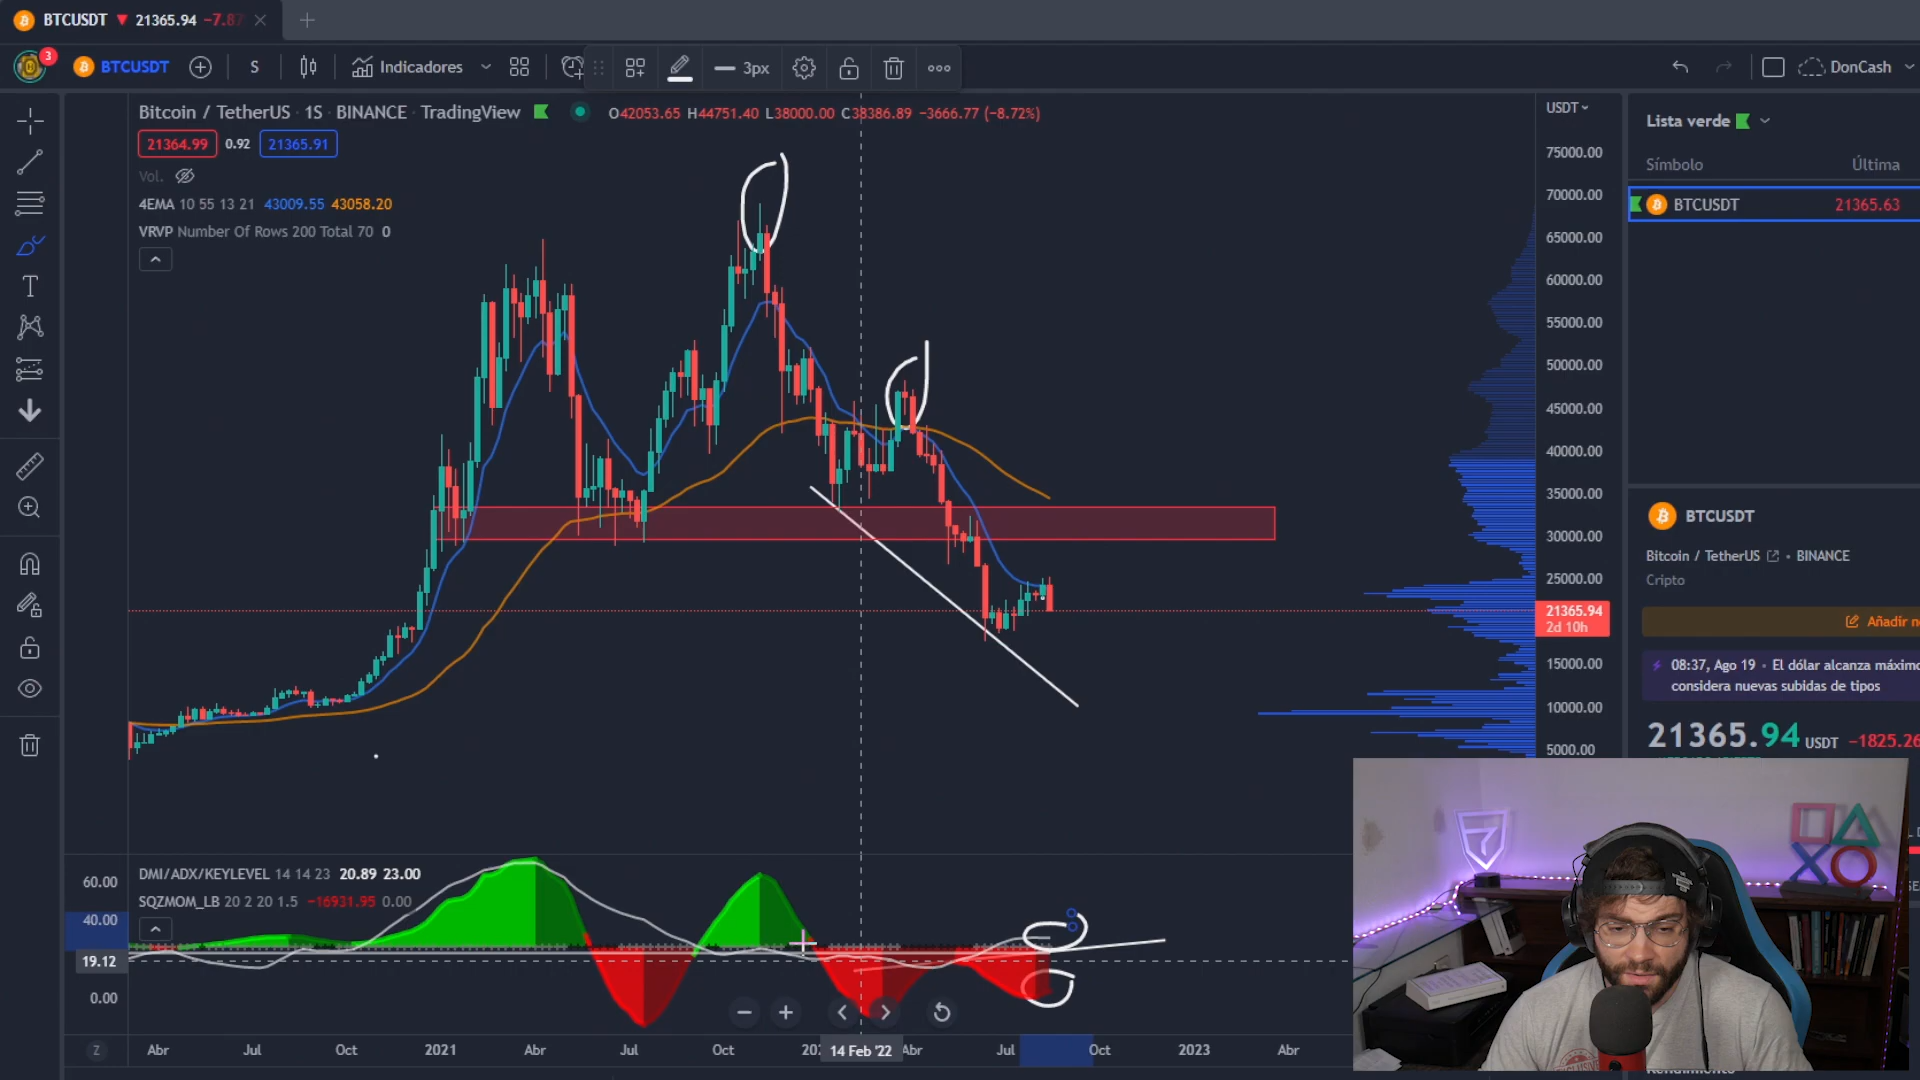 BTCUSDT ▼ 21365.94 −7.87
3 BTCUSDT S Indicadores 3px DonCash
Bitcoin / TetherUS · 1S · BINANCE · TradingView O42053.65 H44751.40 L38000.00 C38386.89 −3666.77 (−8.72%)
21364.99 0.92 21365.91
Vol.
4EMA 10 55 13 21 43009.55 43058.20
VRVP Number Of Rows 200 Total 70 0
USDT
75000.00
70000.00
65000.00
60000.00
55000.00
50000.00
45000.00
40000.00
35000.00
30000.00
25000.00
21365.94
2d 10h
15000.00
10000.00
5000.00
Lista verde
Símbolo Última
BTCUSDT 21365.63
BTCUSDT
Bitcoin / TetherUS · BINANCE
Cripto
Añadir n
08:37, Ago 19 · El dólar alcanza máximo
considera nuevas subidas de tipos
21365.94 USDT −1825.26
DMI/ADX/KEYLEVEL 14 14 23 20.89 23.00
SQZMOM_LB 20 2 20 1.5 −16931.95 0.00
60.00
40.00
19.12
0.00
Z Abr Jul Oct 2021 Abr Jul Oct 202 14 Feb '22 Abr Jul Oct 2023 Abr